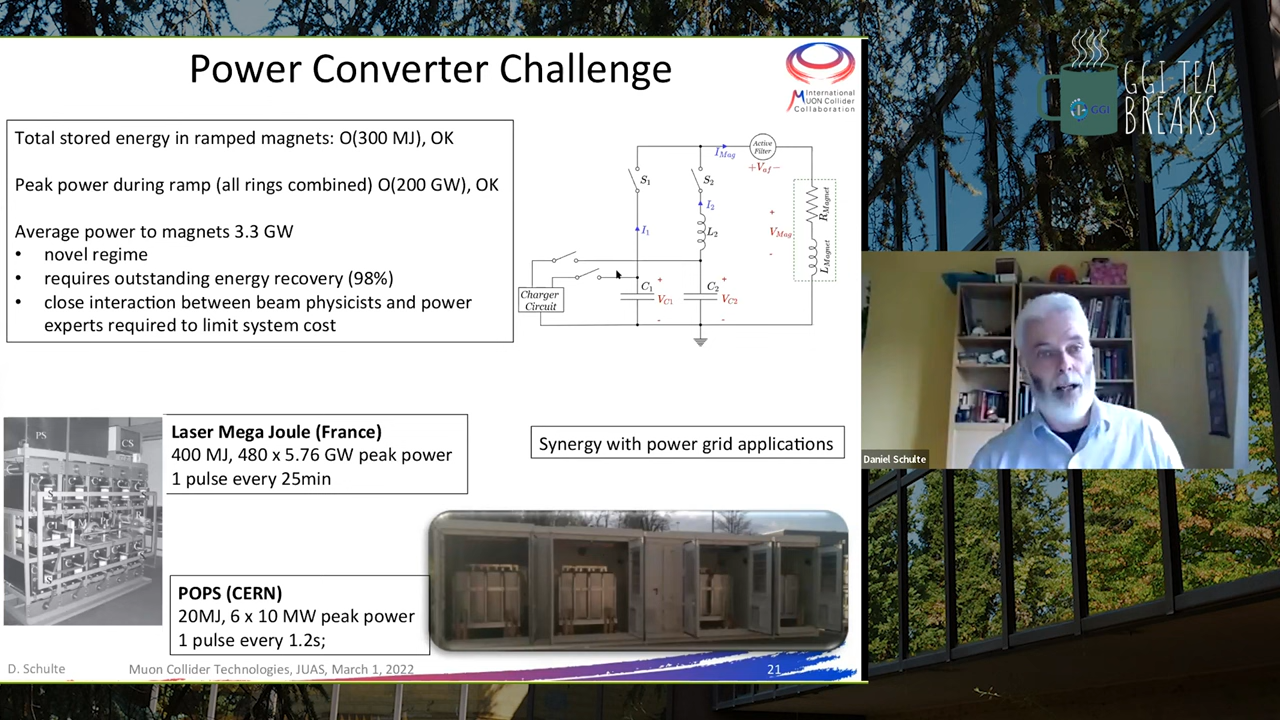 Power Converter Challenge
International
MUON Collider
Collaboration
Total stored energy in ramped magnets: O(300 MJ), OK
Peak power during ramp (all rings combined) O(200 GW), OK
Average power to magnets 3.3 GW
• novel regime
• requires outstanding energy recovery (98%)
• close interaction between beam physicists and power
experts required to limit system cost
I_Mag
Active
Filter
+V_af−
S₁
S₂
I₂
I₁
L₂
+
V_Mag
-
R_Magnet
L_Magnet
Charger
Circuit
C₁
+
V_C1
-
C₂
+
V_C2
-
PS
CS
Laser Mega Joule (France)
400 MJ, 480 x 5.76 GW peak power
1 pulse every 25min
Synergy with power grid applications
POPS (CERN)
20MJ, 6 x 10 MW peak power
1 pulse every 1.2s;
D. Schulte
Muon Collider Technologies, JUAS, March 1, 2022
21
GGI
GGI TEA
BREAKS
Daniel Schulte